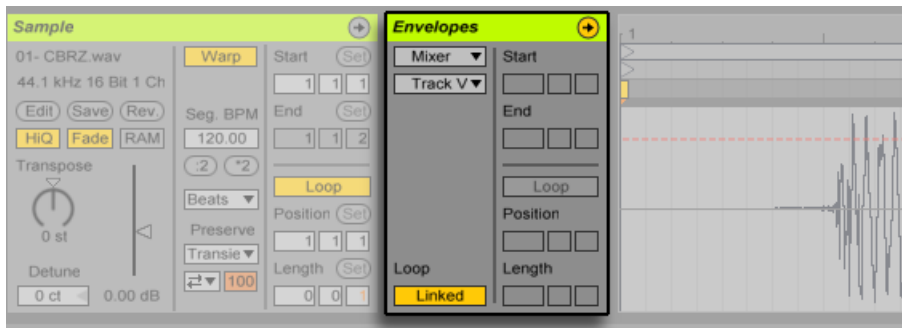 Sample
01- CBRZ.wav
44.1 kHz 16 Bit 1 Ch
Edit Save Rev.
HiQ Fade RAM
Transpose
0 st
Detune
0 ct 0.00 dB
Warp
Seg. BPM
120.00
:2 *2
Beats
Preserve
Transie
100
Start Set
1 1 1
End Set
1 1 2
Loop
Position Set
1 1 1
Length Set
0 0 1
Envelopes
Mixer
Track V
Loop
Linked
Start
End
Loop
Position
Length
1